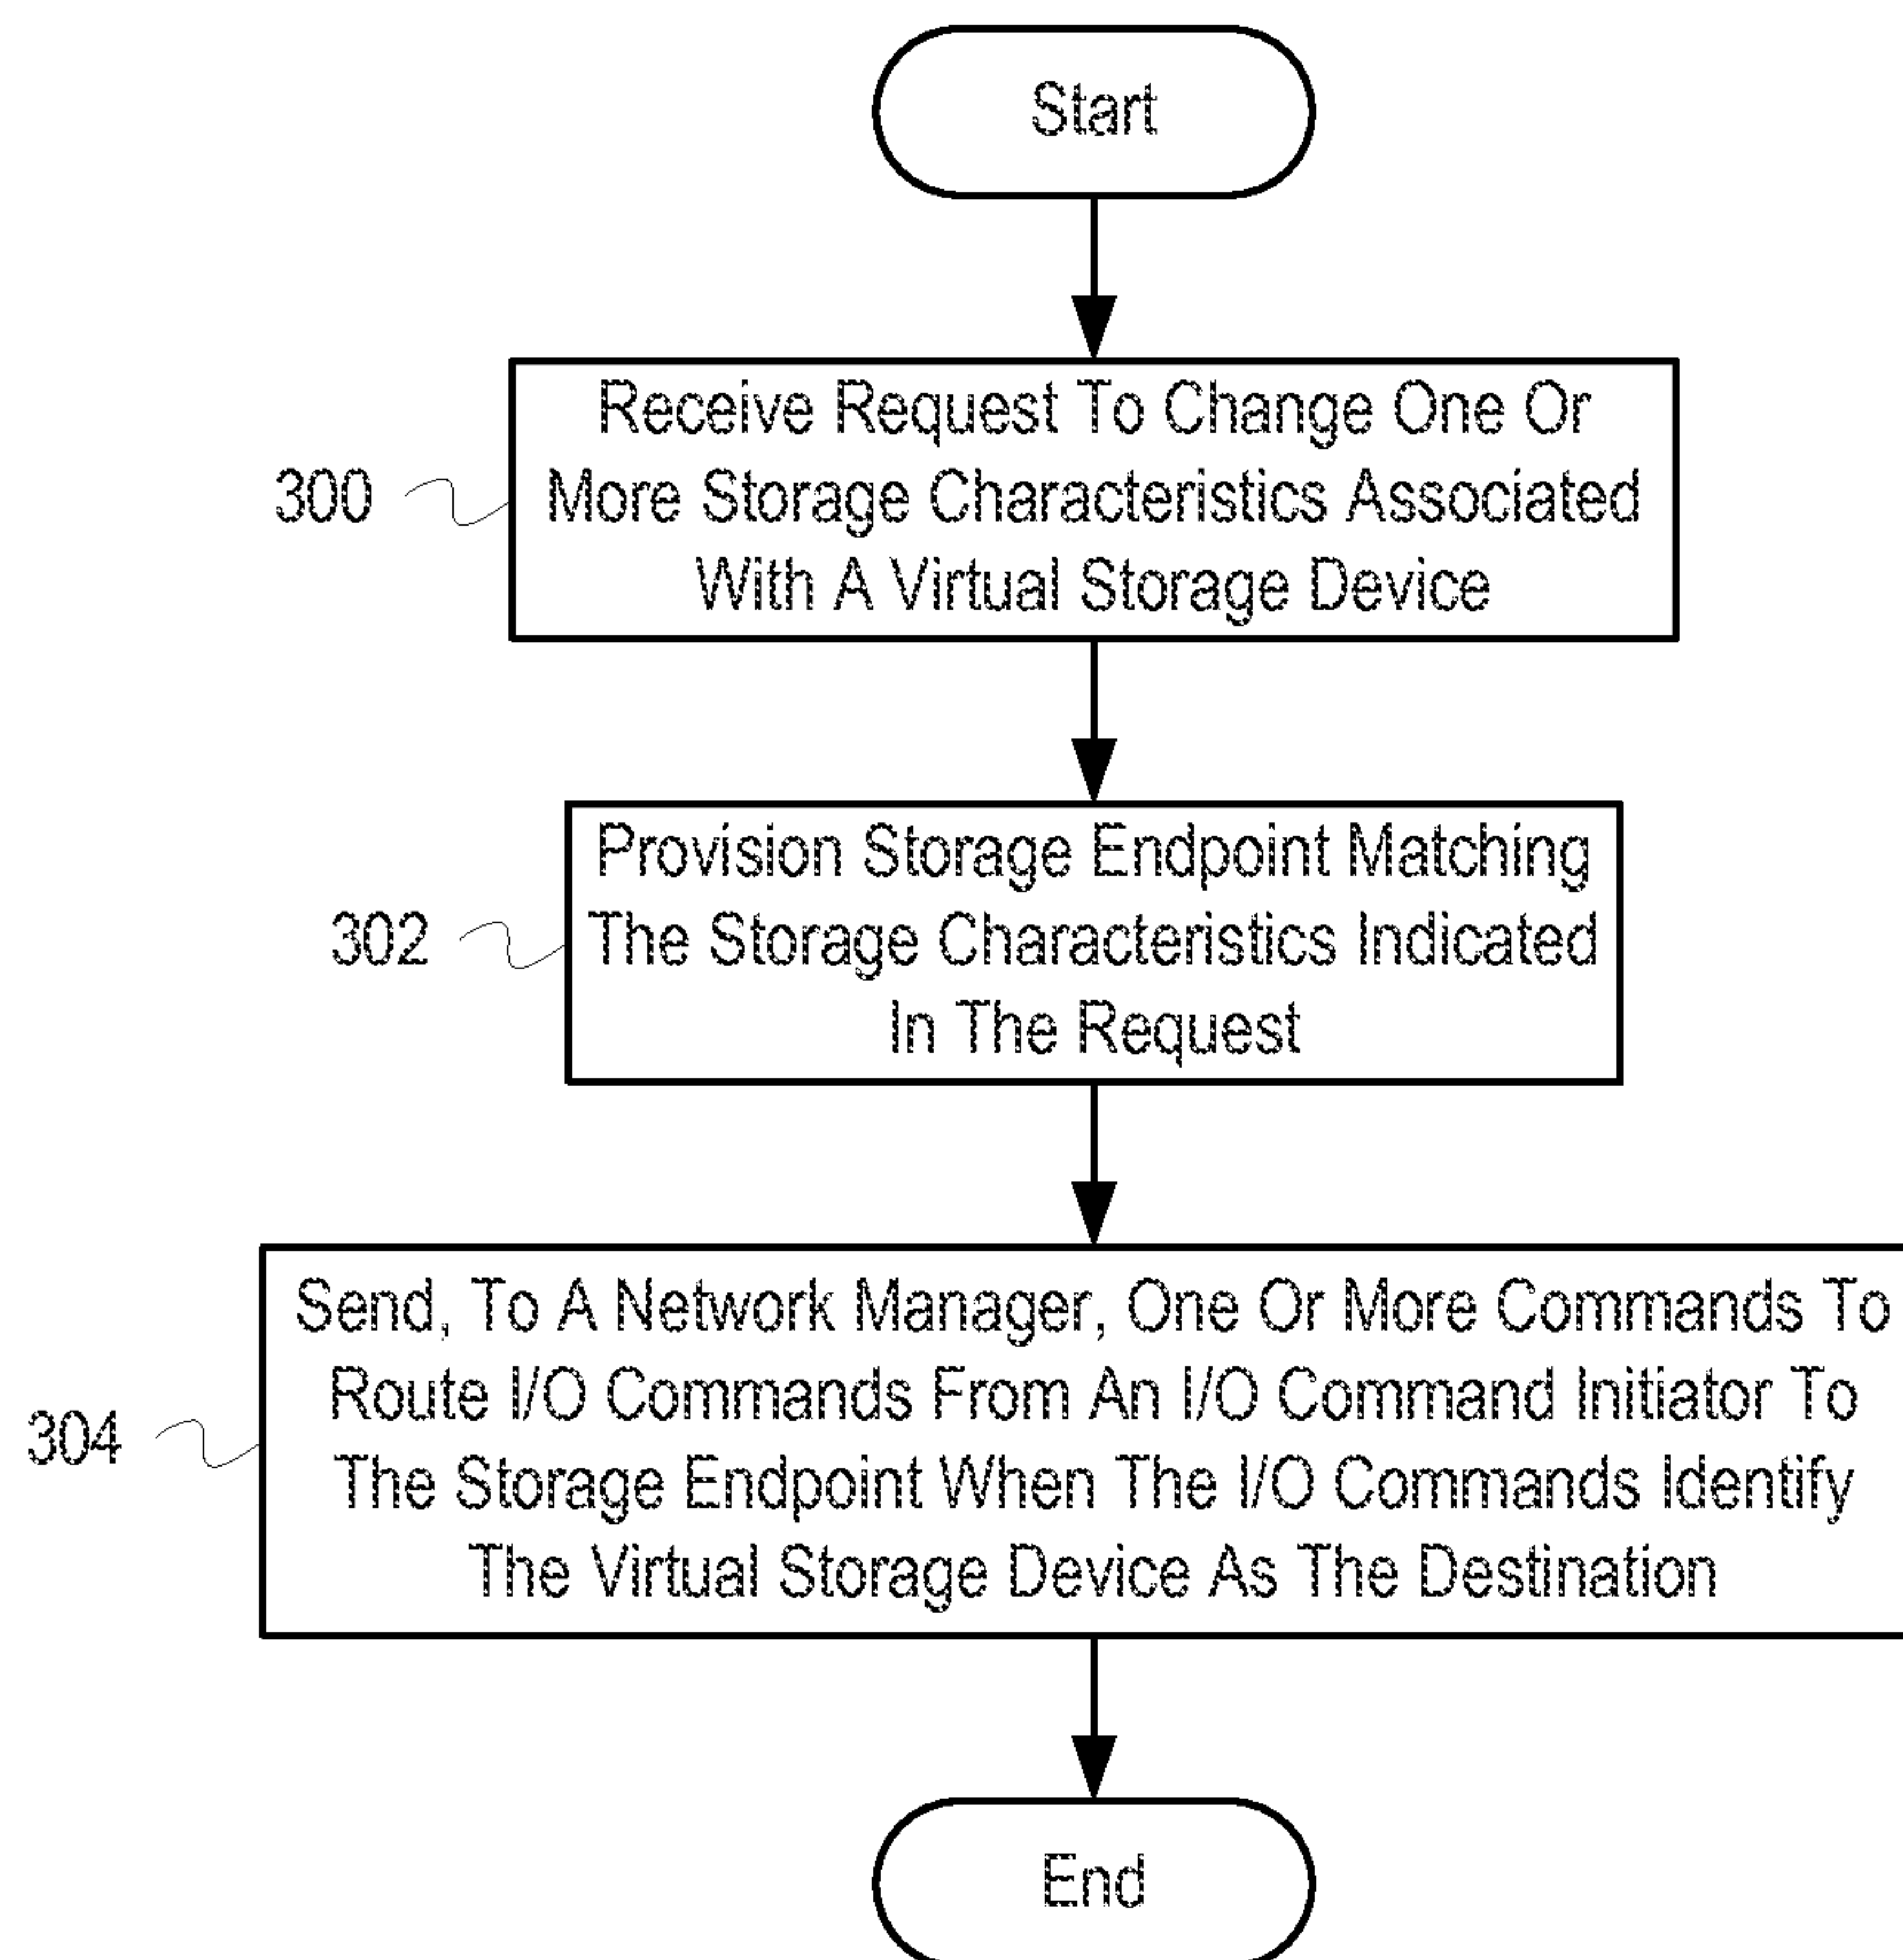 Start
Receive Request To Change One Or
More Storage Characteristics Associated
With A Virtual Storage Device
300
Provision Storage Endpoint Matching
The Storage Characteristics Indicated
In The Request
302
Send, To A Network Manager, One Or More Commands To
Route I/O Commands From An I/O Command Initiator To
The Storage Endpoint When The I/O Commands Identify
The Virtual Storage Device As The Destination
304
End